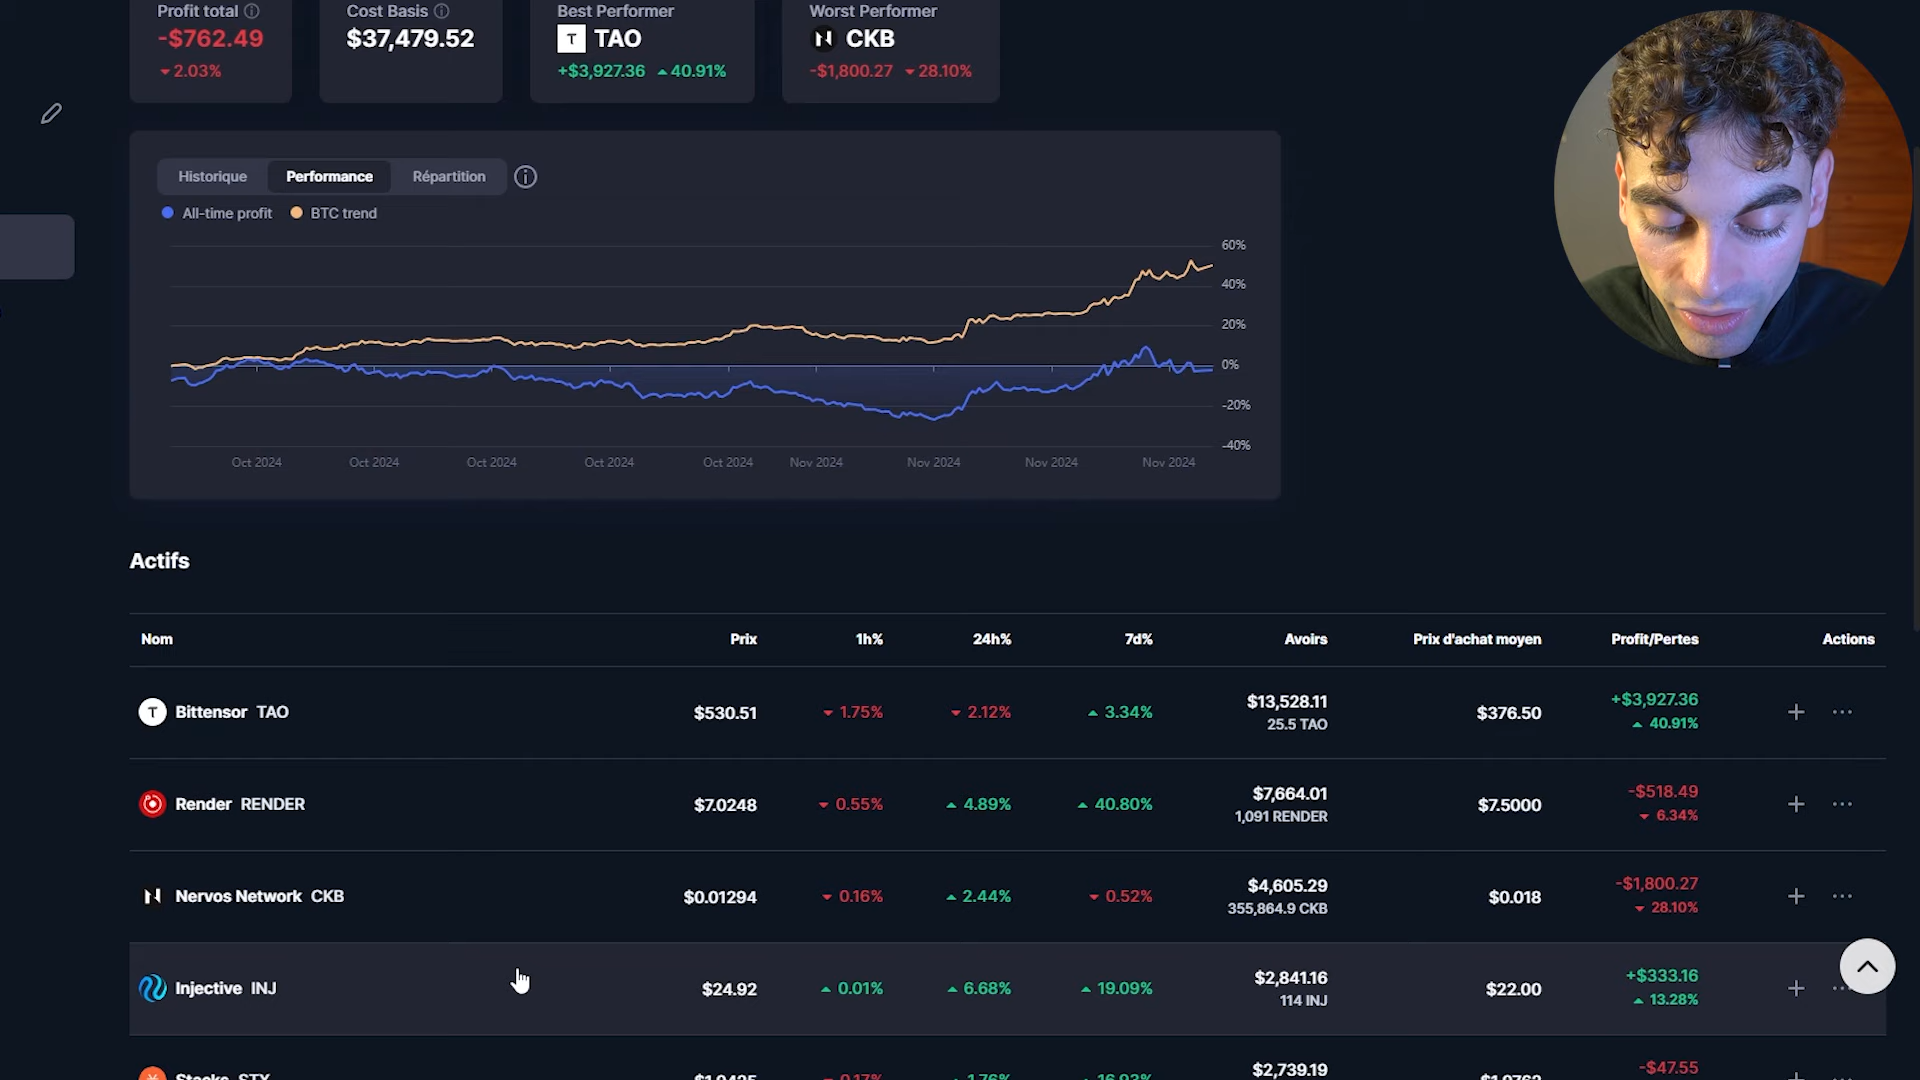 Profit total
-$762.49
2.03%
Cost Basis
$37,479.52
Best Performer
T TAO
+$3,927.36 40.91%
Worst Performer
CKB
-$1,800.27 28.10%
Historique Performance Répartition
All-time profit BTC trend
60%
40%
20%
0%
-20%
-40%
Oct 2024 Oct 2024 Oct 2024 Oct 2024 Oct 2024 Nov 2024 Nov 2024 Nov 2024 Nov 2024
Actifs
Nom Prix 1h% 24h% 7d% Avoirs Prix d'achat moyen Profit/Pertes Actions
T Bittensor TAO $530.51 1.75% 2.12% 3.34% $13,528.11 $376.50 +$3,927.36
25.5 TAO 40.91%
Render RENDER $7.0248 0.55% 4.89% 40.80% $7,664.01 $7.5000 -$518.49
1,091 RENDER 6.34%
Nervos Network CKB $0.01294 0.16% 2.44% 0.52% $4,605.29 $0.018 -$1,800.27
355,864.9 CKB 28.10%
Injective INJ $24.92 0.01% 6.68% 19.09% $2,841.16 $22.00 +$333.16
114 INJ 13.28%
Stacks STX $2,739.19 -$47.55